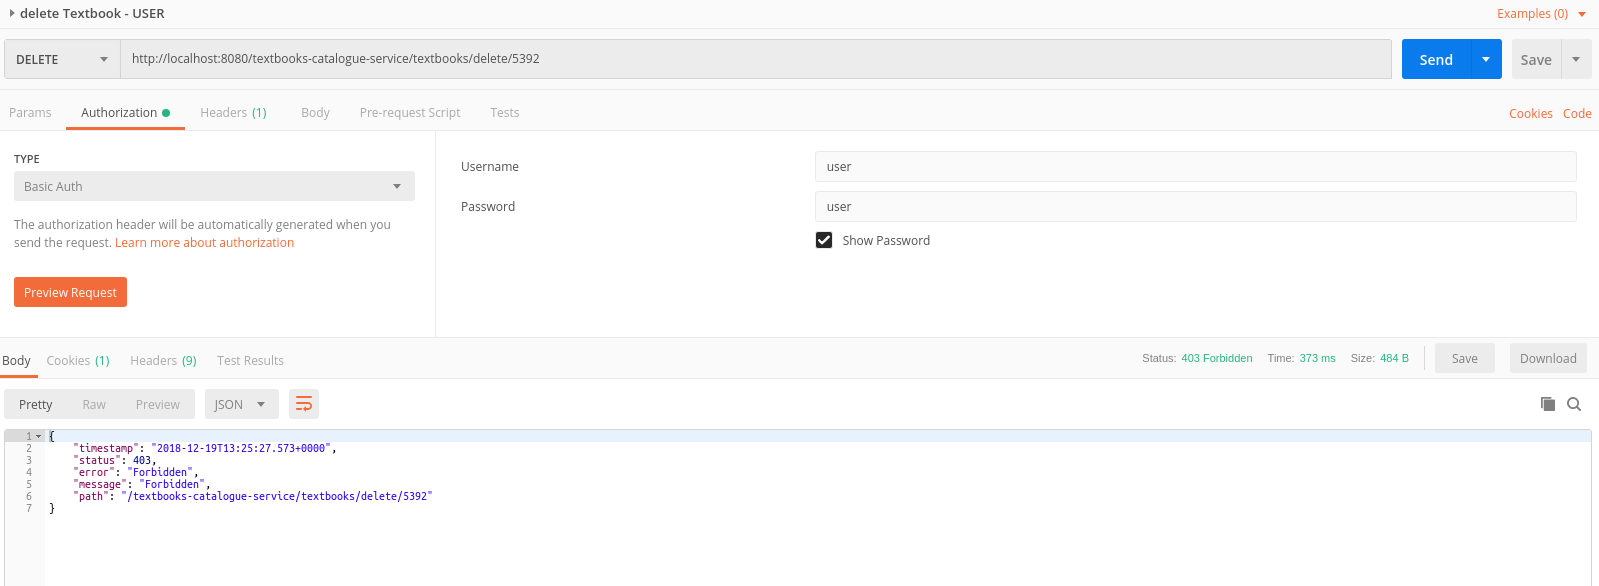 delete Textbook - USER
Examples (0)
DELETE
http://localhost:8080/textbooks-catalogue-service/textbooks/delete/5392
Send
Save
Params
Authorization
Headers (1)
Body
Pre-request Script
Tests
Cookies
Code
TYPE
Basic Auth
The authorization header will be automatically generated when you
send the request. Learn more about authorization
Preview Request
Username
user
Password
user
Show Password
Body
Cookies (1)
Headers (9)
Test Results
Status: 403 Forbidden
Time: 373 ms
Size: 484 B
Save
Download
Pretty
Raw
Preview
JSON
1 {
2 "timestamp": "2018-12-19T13:25:27.573+0000",
3 "status": 403,
4 "error": "Forbidden",
5 "message": "Forbidden",
6 "path": "/textbooks-catalogue-service/textbooks/delete/5392"
7 }